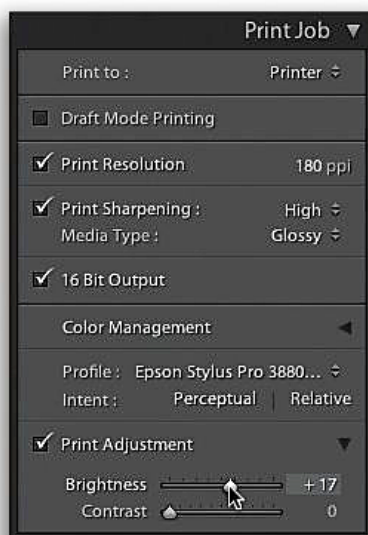 Print Job
Print to : Printer
Draft Mode Printing
Print Resolution 180 ppi
Print Sharpening : High
Media Type : Glossy
16 Bit Output
Color Management
Profile : Epson Stylus Pro 3880...
Intent : Perceptual | Relative
Print Adjustment
Brightness + 17
Contrast 0